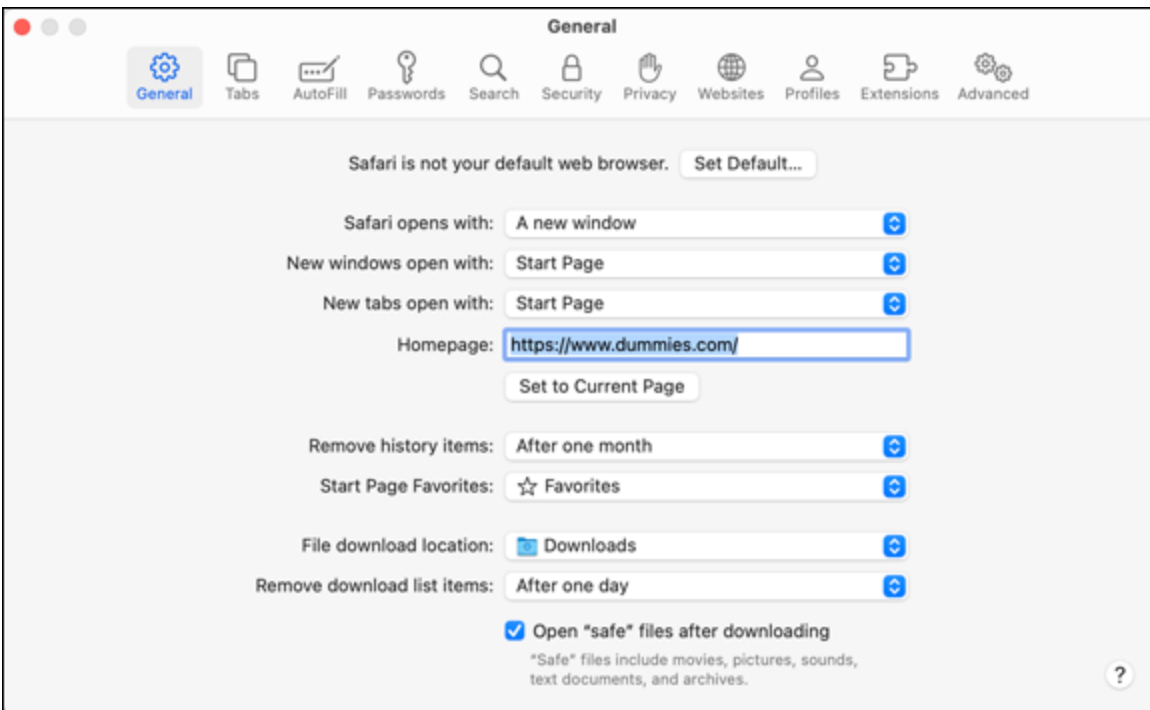 General
General Tabs AutoFill Passwords Search Security Privacy Websites Profiles Extensions Advanced
Safari is not your default web browser. Set Default...
Safari opens with: A new window
New windows open with: Start Page
New tabs open with: Start Page
Homepage: https://www.dummies.com/
Set to Current Page
Remove history items: After one month
Start Page Favorites: Favorites
File download location: Downloads
Remove download list items: After one day
Open “safe” files after downloading
“Safe” files include movies, pictures, sounds,
text documents, and archives.
?